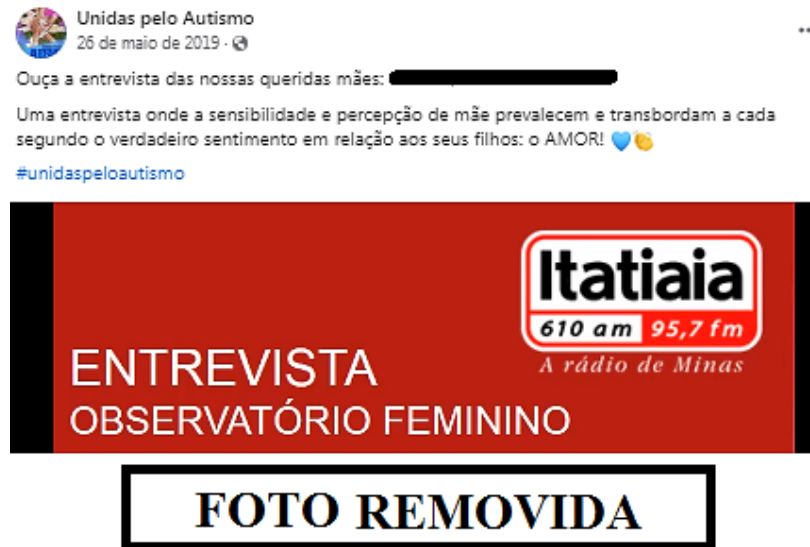 Unidas pelo Autismo
26 de maio de 2019 ·
Ouça a entrevista das nossas queridas mães:
Uma entrevista onde a sensibilidade e percepção de mãe prevalecem e transbordam a cada
segundo o verdadeiro sentimento em relação aos seus filhos: o AMOR! 💙👏
#unidaspeloautismo
Itatiaia
610 am 95,7 fm
A rádio de Minas
ENTREVISTA
OBSERVATÓRIO FEMININO
FOTO REMOVIDA